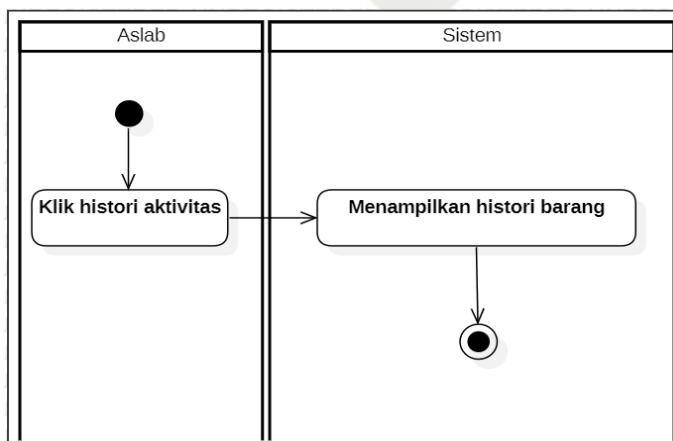 Aslab
Sistem
Klik histori aktivitas
Menampilkan histori barang